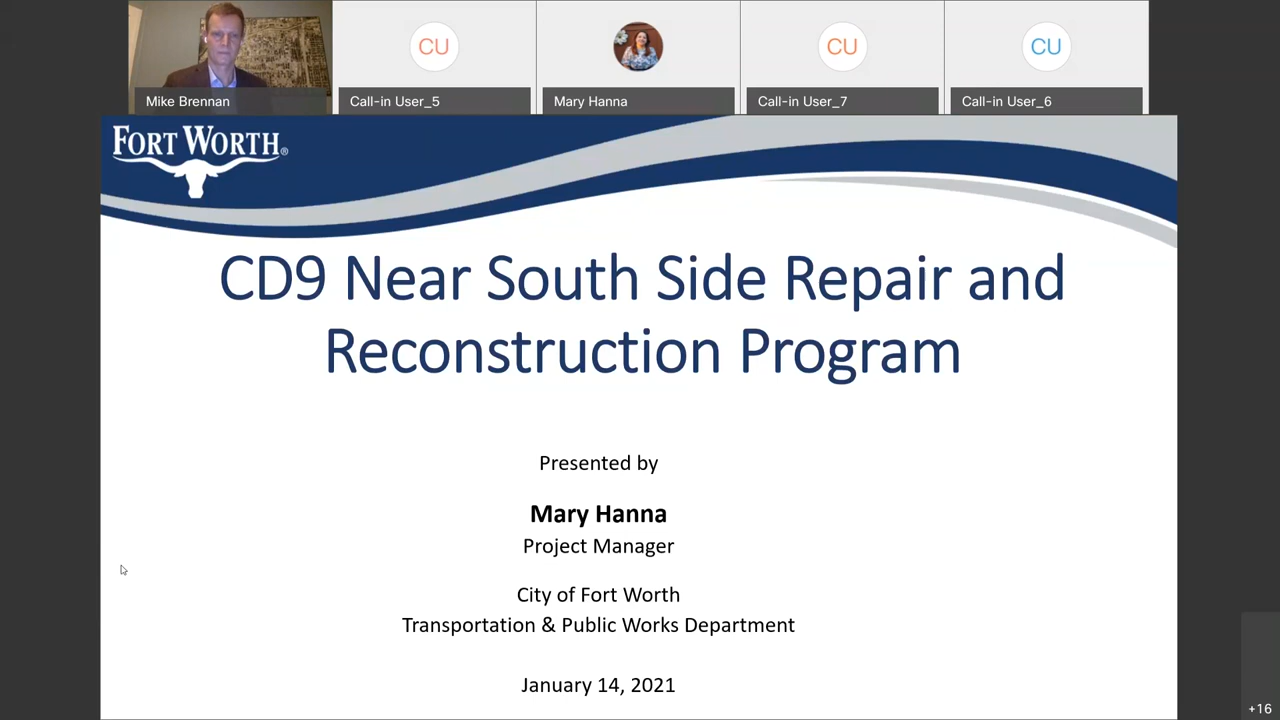 Mike Brennan
CU
Call-in User_5
Mary Hanna
CU
Call-in User_7
CU
Call-in User_6
FORT WORTH®
CD9 Near South Side Repair and
Reconstruction Program
Presented by
Mary Hanna
Project Manager
City of Fort Worth
Transportation & Public Works Department
January 14, 2021
+16